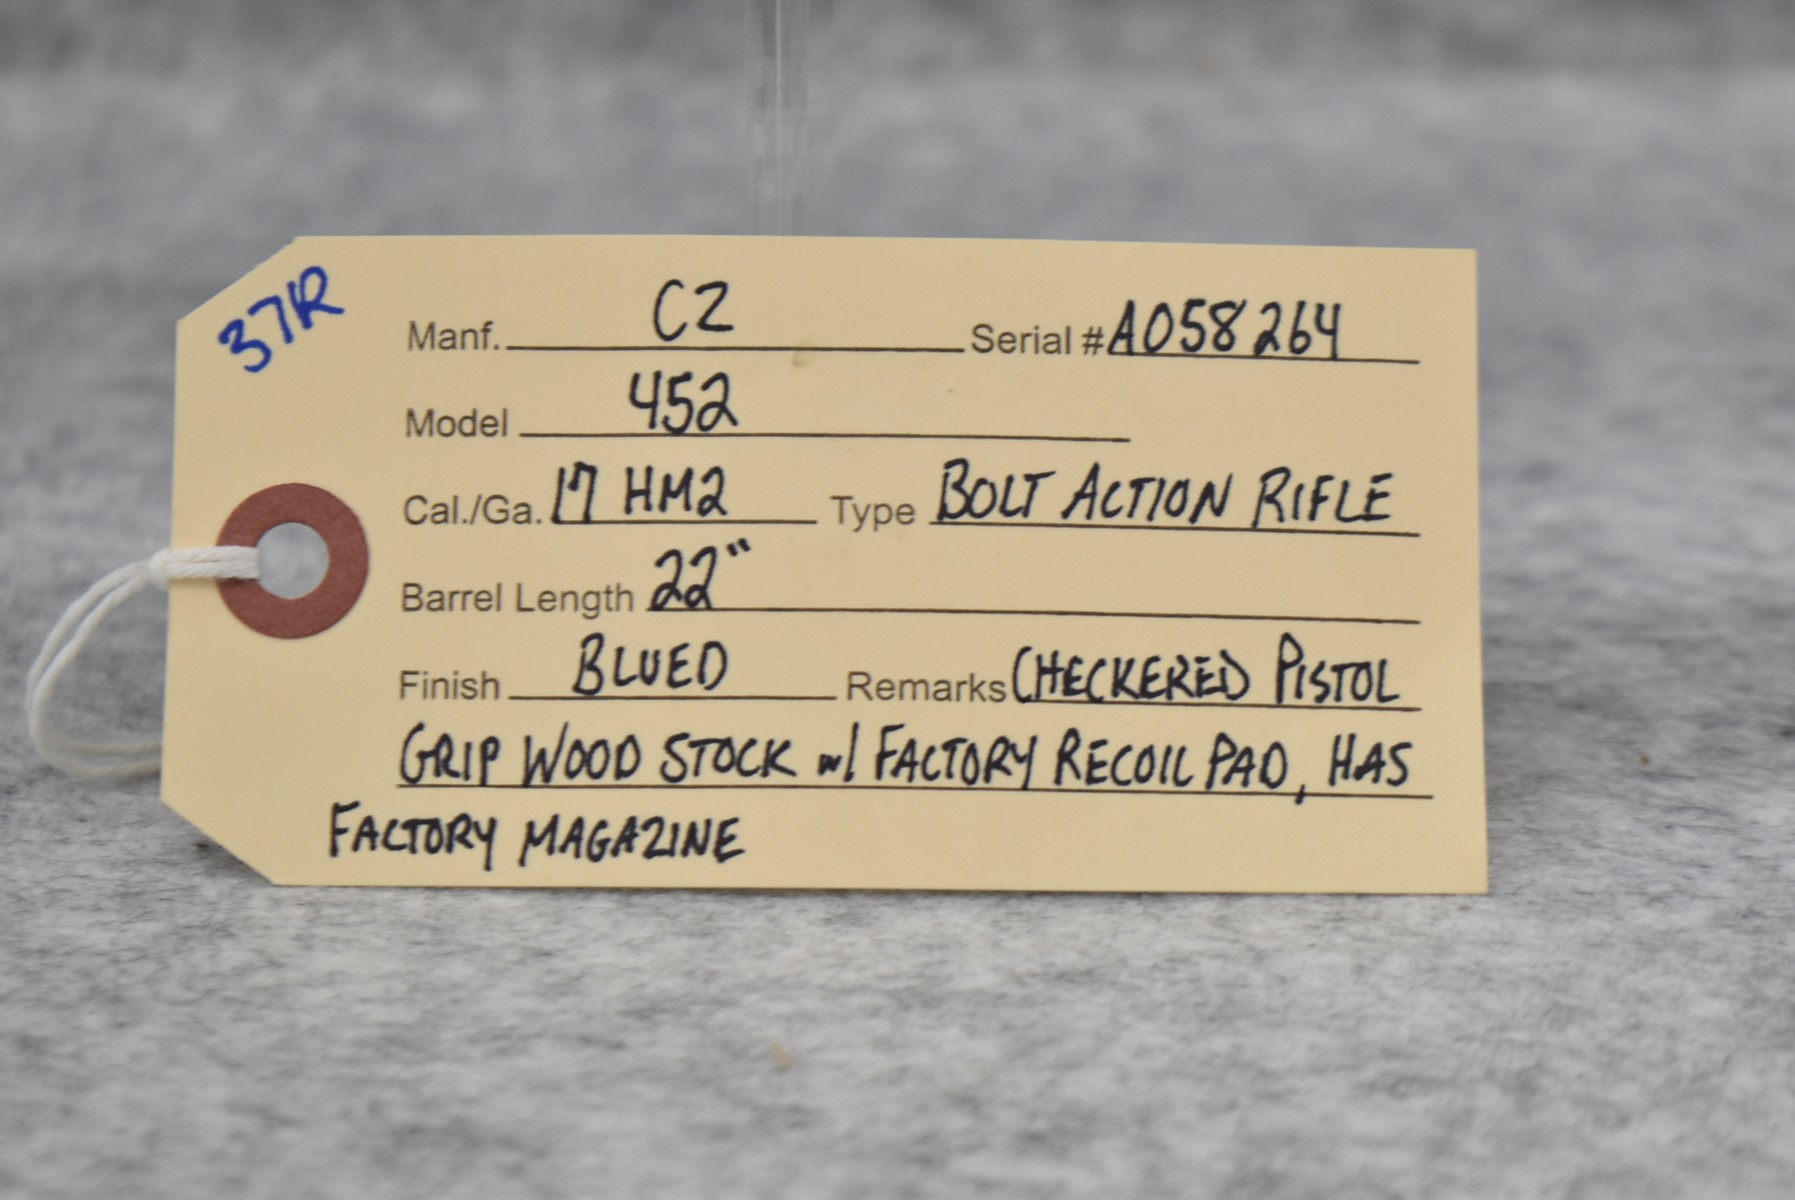 37R
Manf. CZ Serial # A058264
Model 452
Cal./Ga. 17 HM2 Type BOLT ACTION RIFLE
Barrel Length 22"
Finish BLUED Remarks CHECKERED PISTOL
GRIP WOOD STOCK w/ FACTORY RECOIL PAD, HAS
FACTORY MAGAZINE